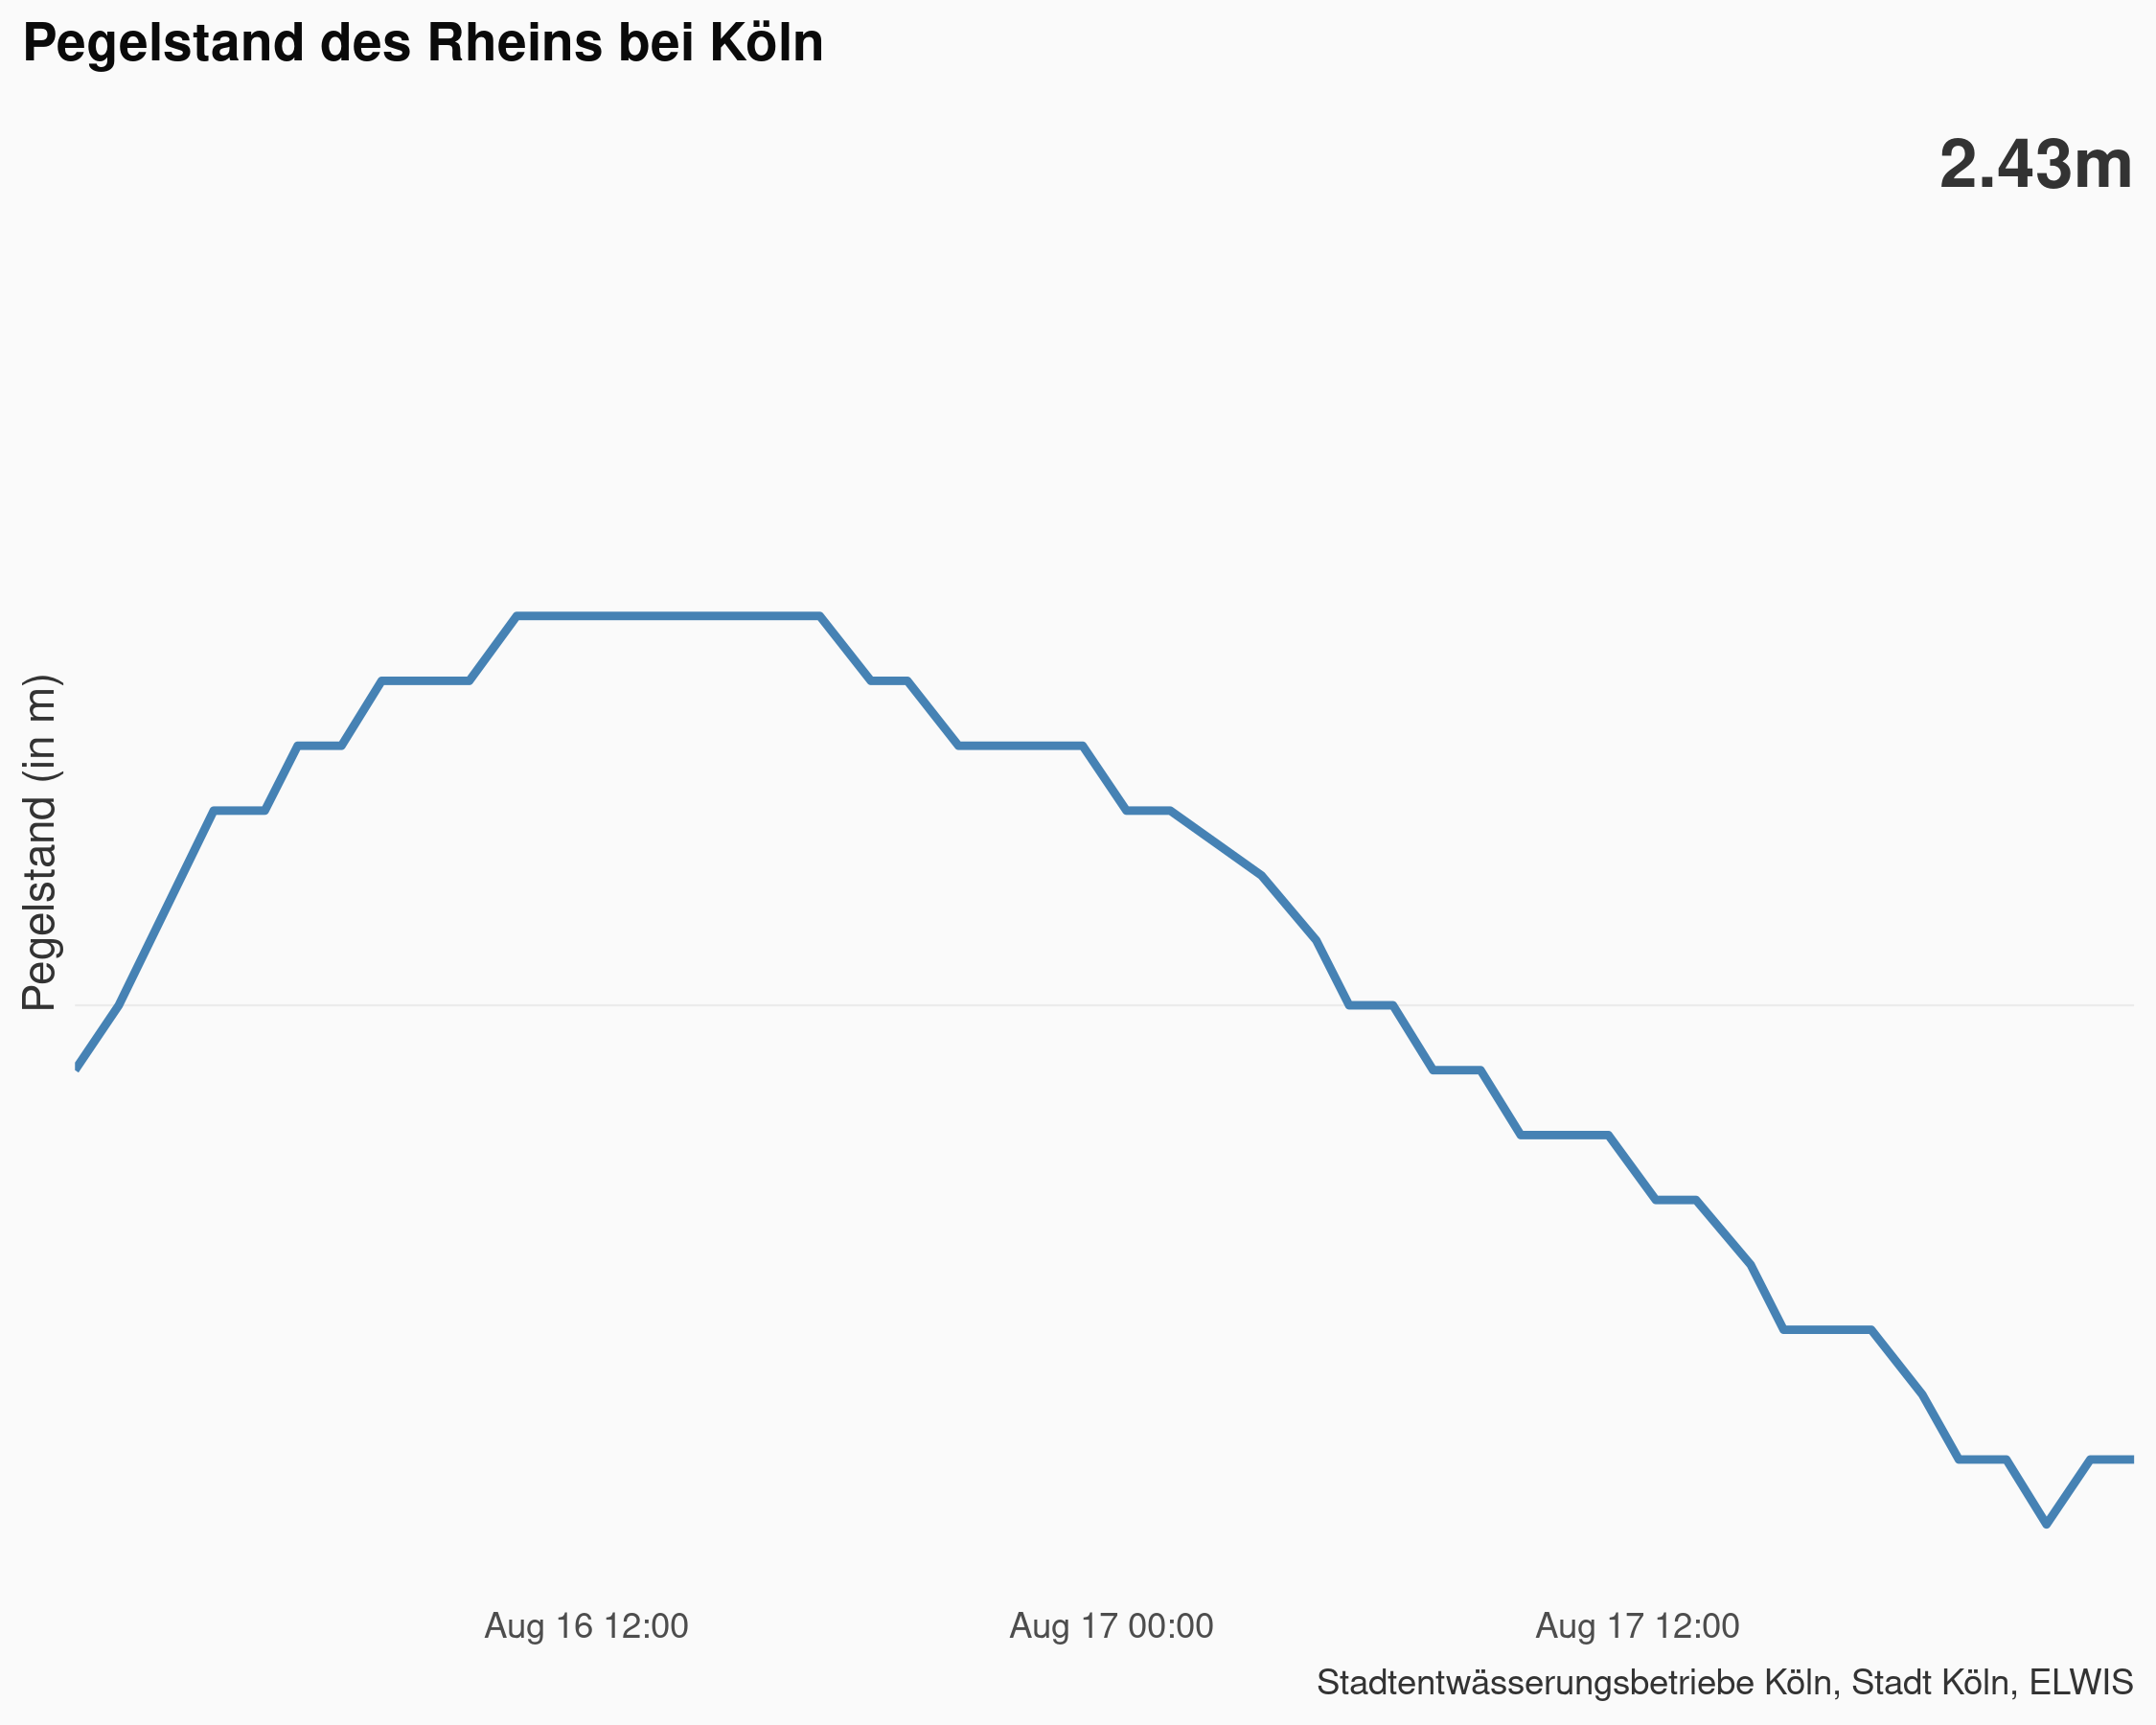 Pegelstand des Rheins bei Köln
2.43m
Pegelstand (in m)
Aug 16 12:00
Aug 17 00:00
Aug 17 12:00
Stadtentwässerungsbetriebe Köln, Stadt Köln, ELWIS